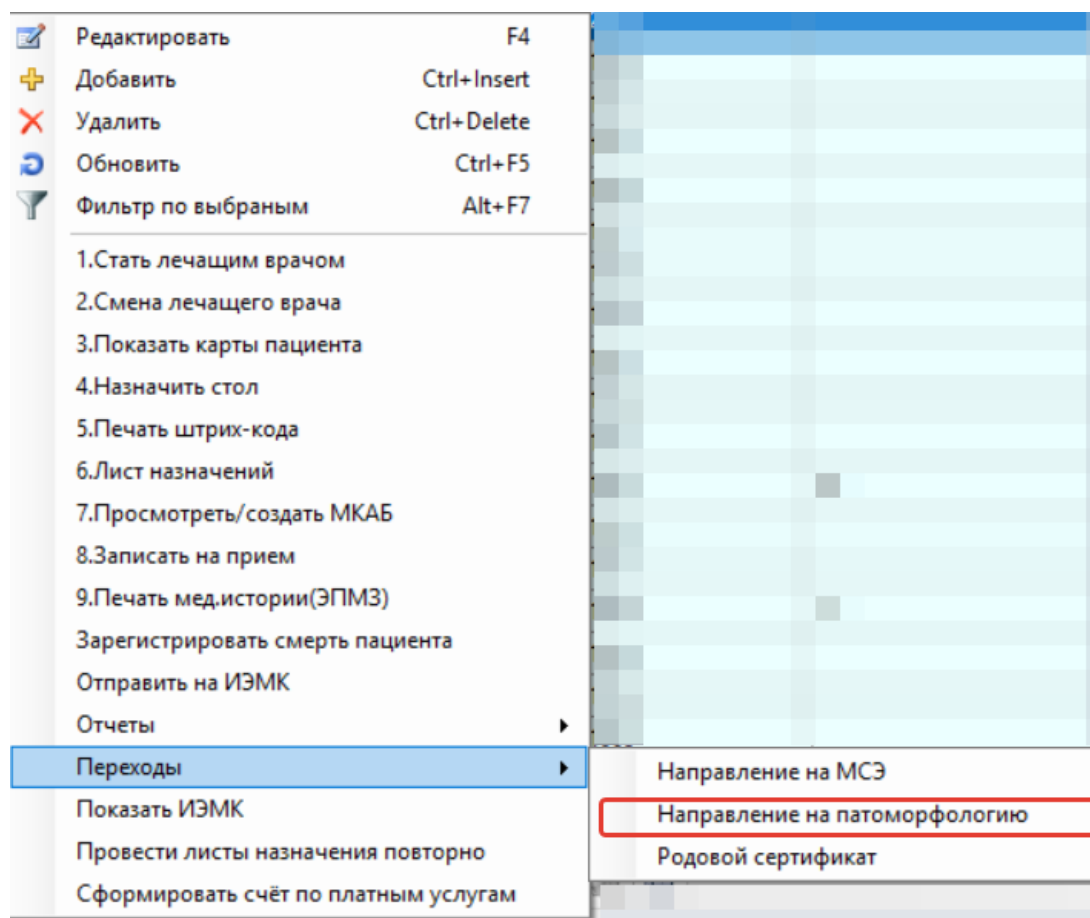 Редактировать F4
Добавить Ctrl+Insert
Удалить Ctrl+Delete
Обновить Ctrl+F5
Фильтр по выбраным Alt+F7
1.Стать лечащим врачом
2.Смена лечащего врача
3.Показать карты пациента
4.Назначить стол
5.Печать штрих-кода
6.Лист назначений
7.Просмотреть/создать МКАБ
8.Записать на прием
9.Печать мед.истории(ЭПМЗ)
Зарегистрировать смерть пациента
Отправить на ИЭМК
Отчеты
Переходы
Направление на МСЭ
Показать ИЭМК
Направление на патоморфологию
Провести листы назначения повторно
Родовой сертификат
Сформировать счёт по платным услугам